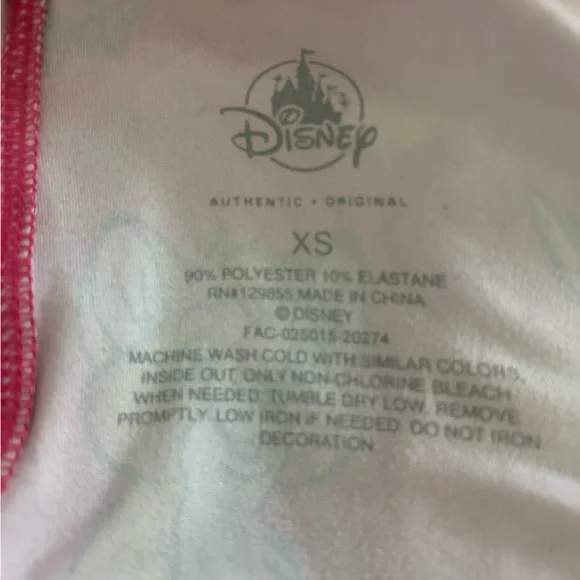 Disney
AUTHENTIC • ORIGINAL
XS
90% POLYESTER 10% ELASTANE
RN#129855 MADE IN CHINA
© DISNEY
FAC-025015-20274
MACHINE WASH COLD WITH SIMILAR COLORS,
INSIDE OUT. ONLY NON-CHLORINE BLEACH
WHEN NEEDED. TUMBLE DRY LOW. REMOVE
PROMPTLY. LOW IRON IF NEEDED. DO NOT IRON
DECORATION.